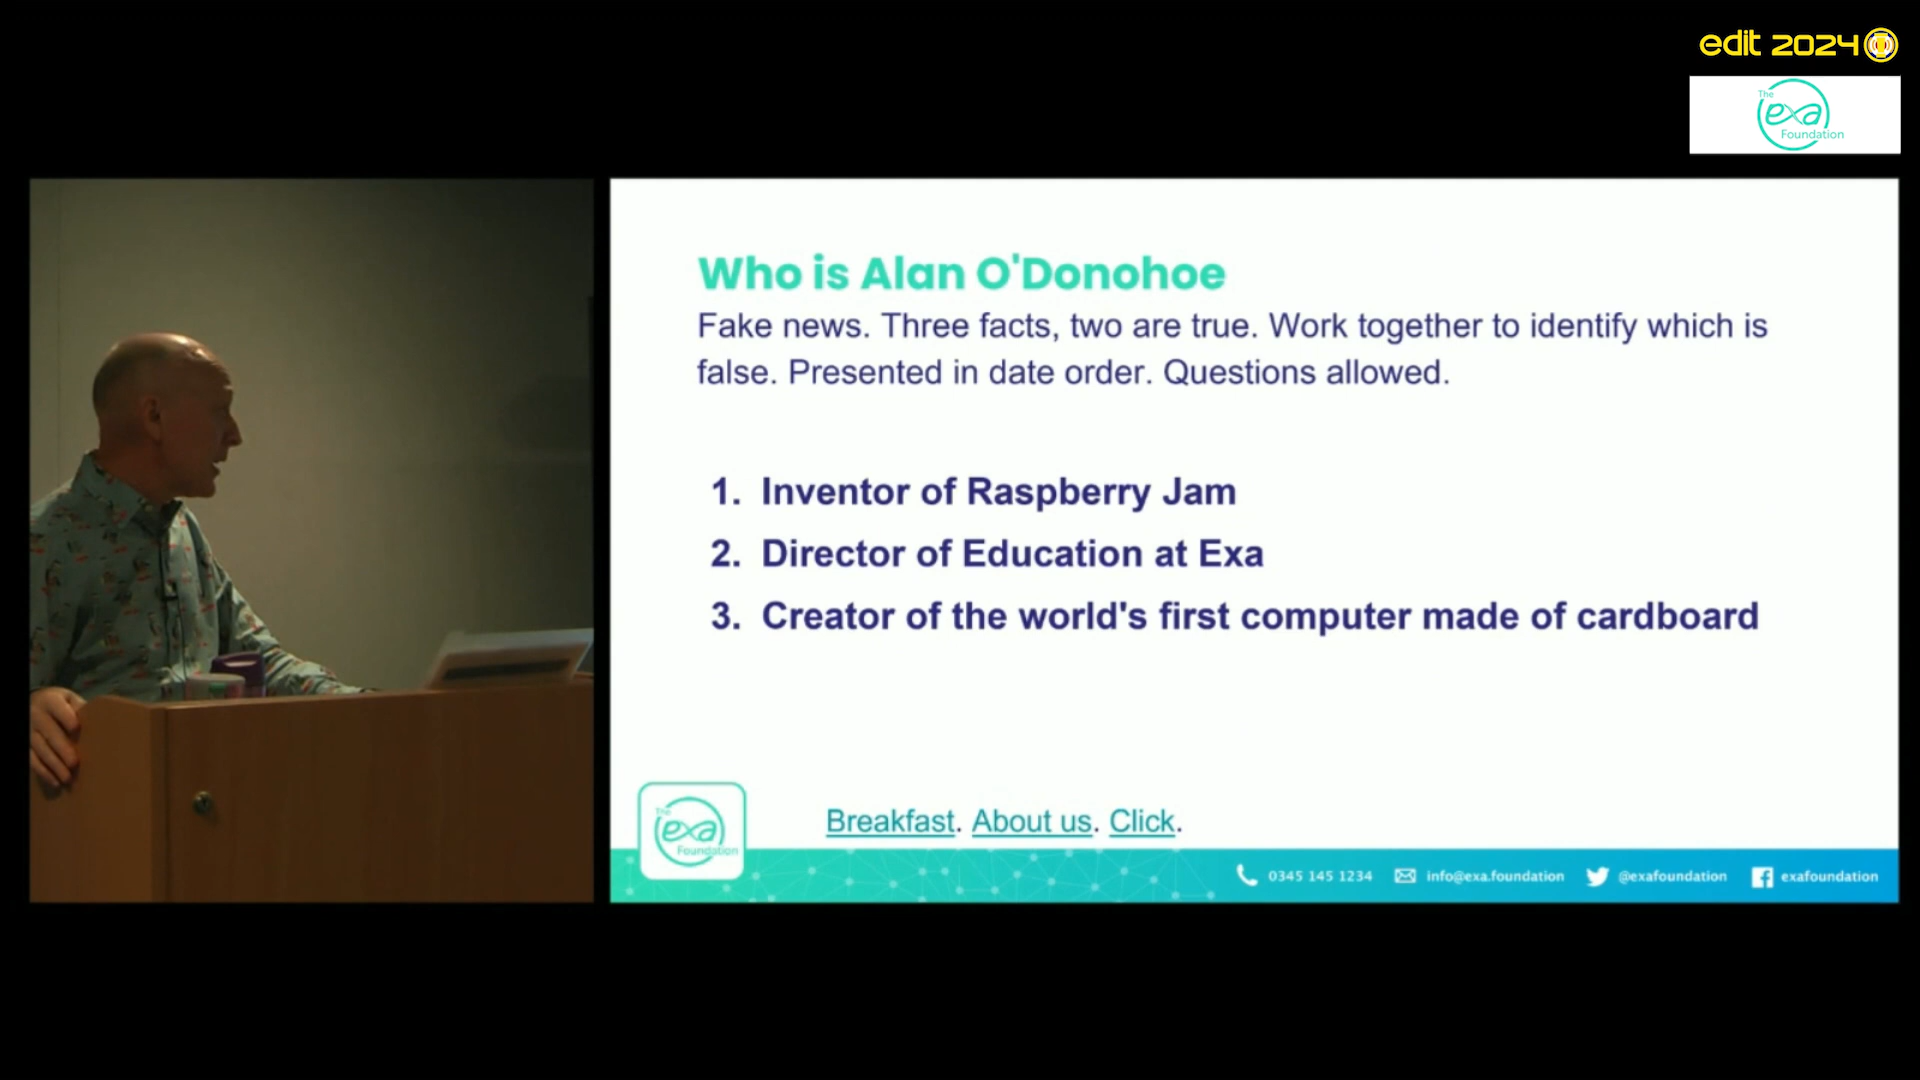 edit 2024
The
exa
Foundation
Who is Alan O'Donohoe
Fake news. Three facts, two are true. Work together to identify which is
false. Presented in date order. Questions allowed.
1. Inventor of Raspberry Jam
2. Director of Education at Exa
3. Creator of the world's first computer made of cardboard
The
exa
Foundation
Breakfast. About us. Click.
0345 145 1234 info@exa.foundation @exafoundation exafoundation